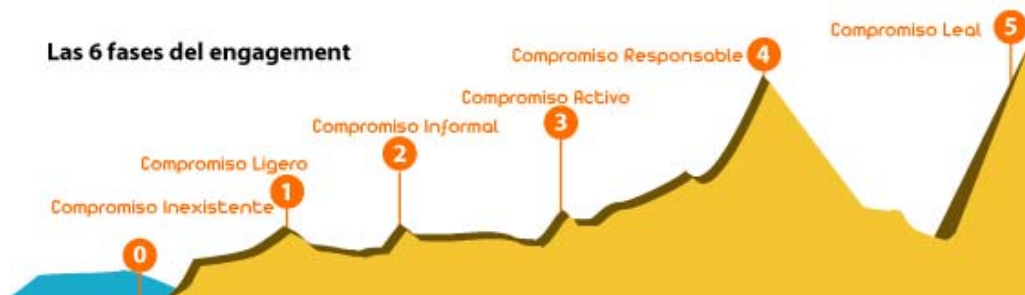 Las 6 fases del engagement
Compromiso Inexistente
0
Compromiso Ligero
1
Compromiso Informal
2
Compromiso Activo
3
Compromiso Responsable
4
Compromiso Leal
5